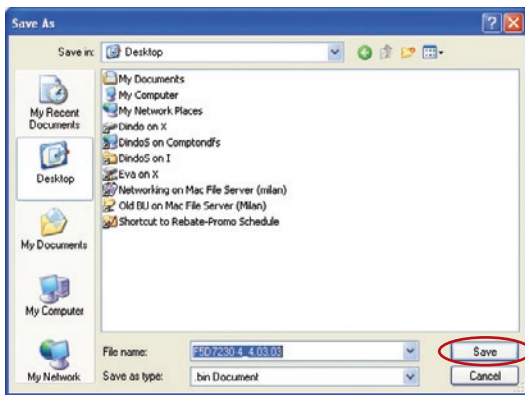 Save As
Save in:
Desktop
My Documents
My Computer
My Network Places
Dindo on X
DindoS on Comptondfs
DindoS on I
Eva on X
Networking on Mac File Server (milan)
Old BU on Mac File Server (Milan)
Shortcut to Rebate-Promo Schedule
My Recent
Documents
Desktop
My Documents
My Computer
My Network
File name:
F5D7230.4_4.03.03
Save
Save as type:
.bin Document
Cancel